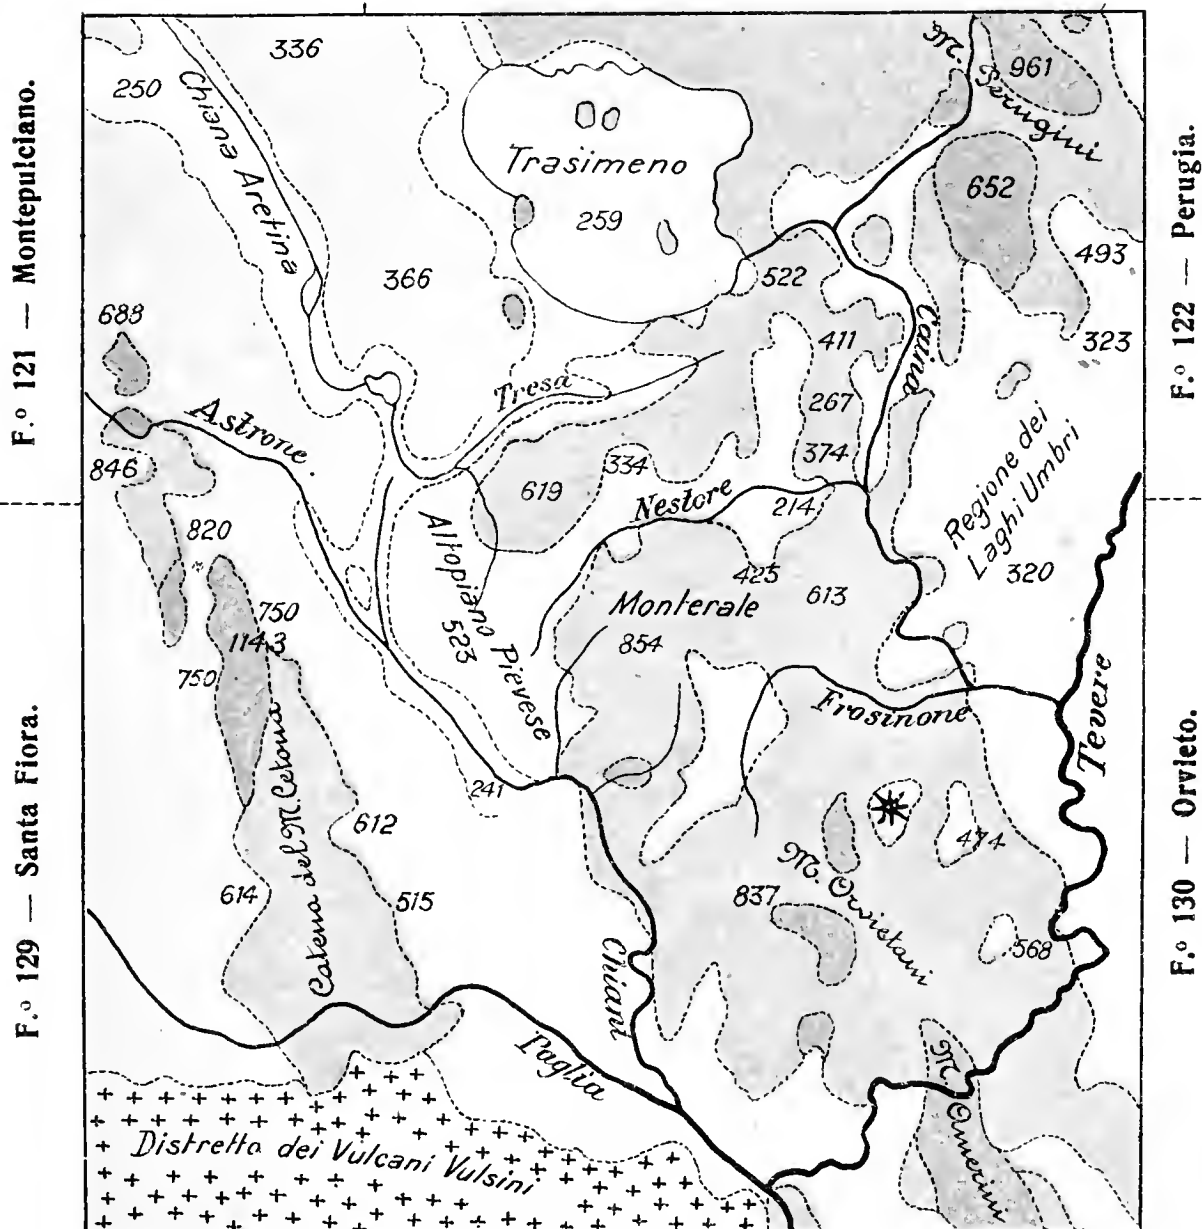 F.º 121 — Montepulciano.
F.º 129 — Santa Fiora.
F.º 122 — Perugia.
F.º 130 — Orvieto.
336
250
Chiana Aretina
Trasimeno
259
366
M. Perugini
961
652
493
323
522
411
267
374
Caina
688
Astrone.
846
Tresa
619
334
Nestore
214
425
Regione dei
Laghi Umbri
320
820
750
1143
750
Altopiano Pievese
523
Monterale
613
854
Frosinone
Tevere
241
612
614
515
Catena del M. Cetona
474
M. Orvietani
837
568
Chiani
Paglia
M. Amerini
Distretto dei Vulcani Vulsini